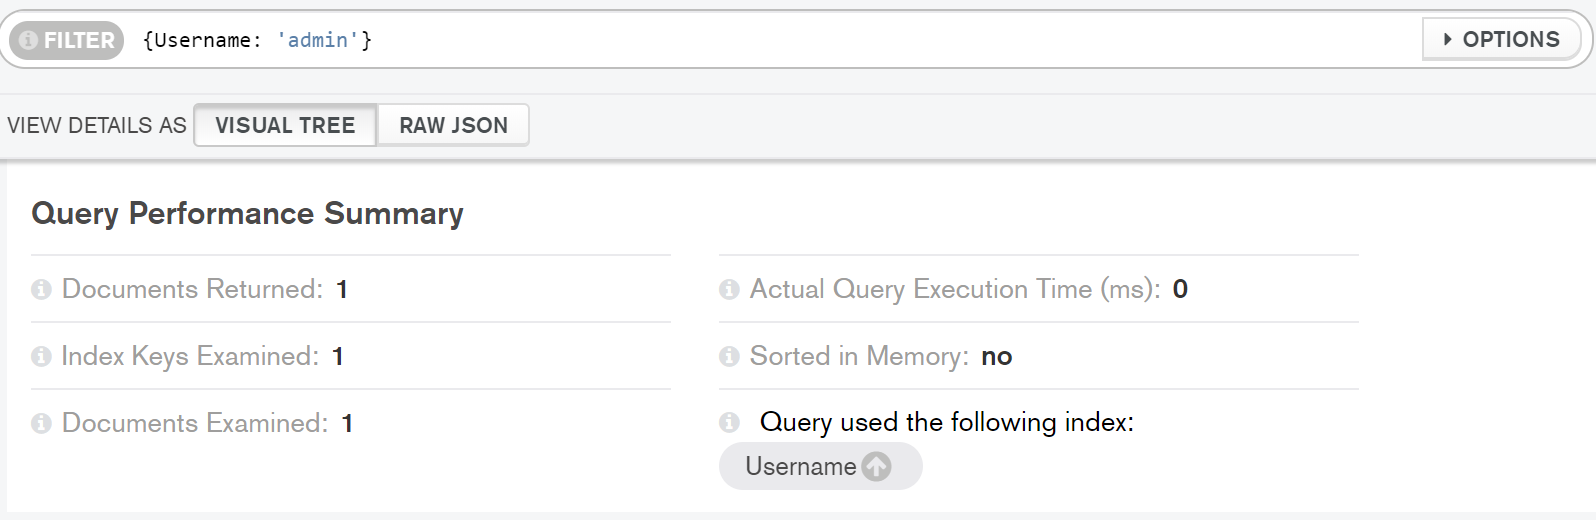 FILTER {Username: 'admin'} OPTIONS
VIEW DETAILS AS VISUAL TREE RAW JSON
Query Performance Summary
Documents Returned: 1
Actual Query Execution Time (ms): 0
Index Keys Examined: 1
Sorted in Memory: no
Documents Examined: 1
Query used the following index:
Username